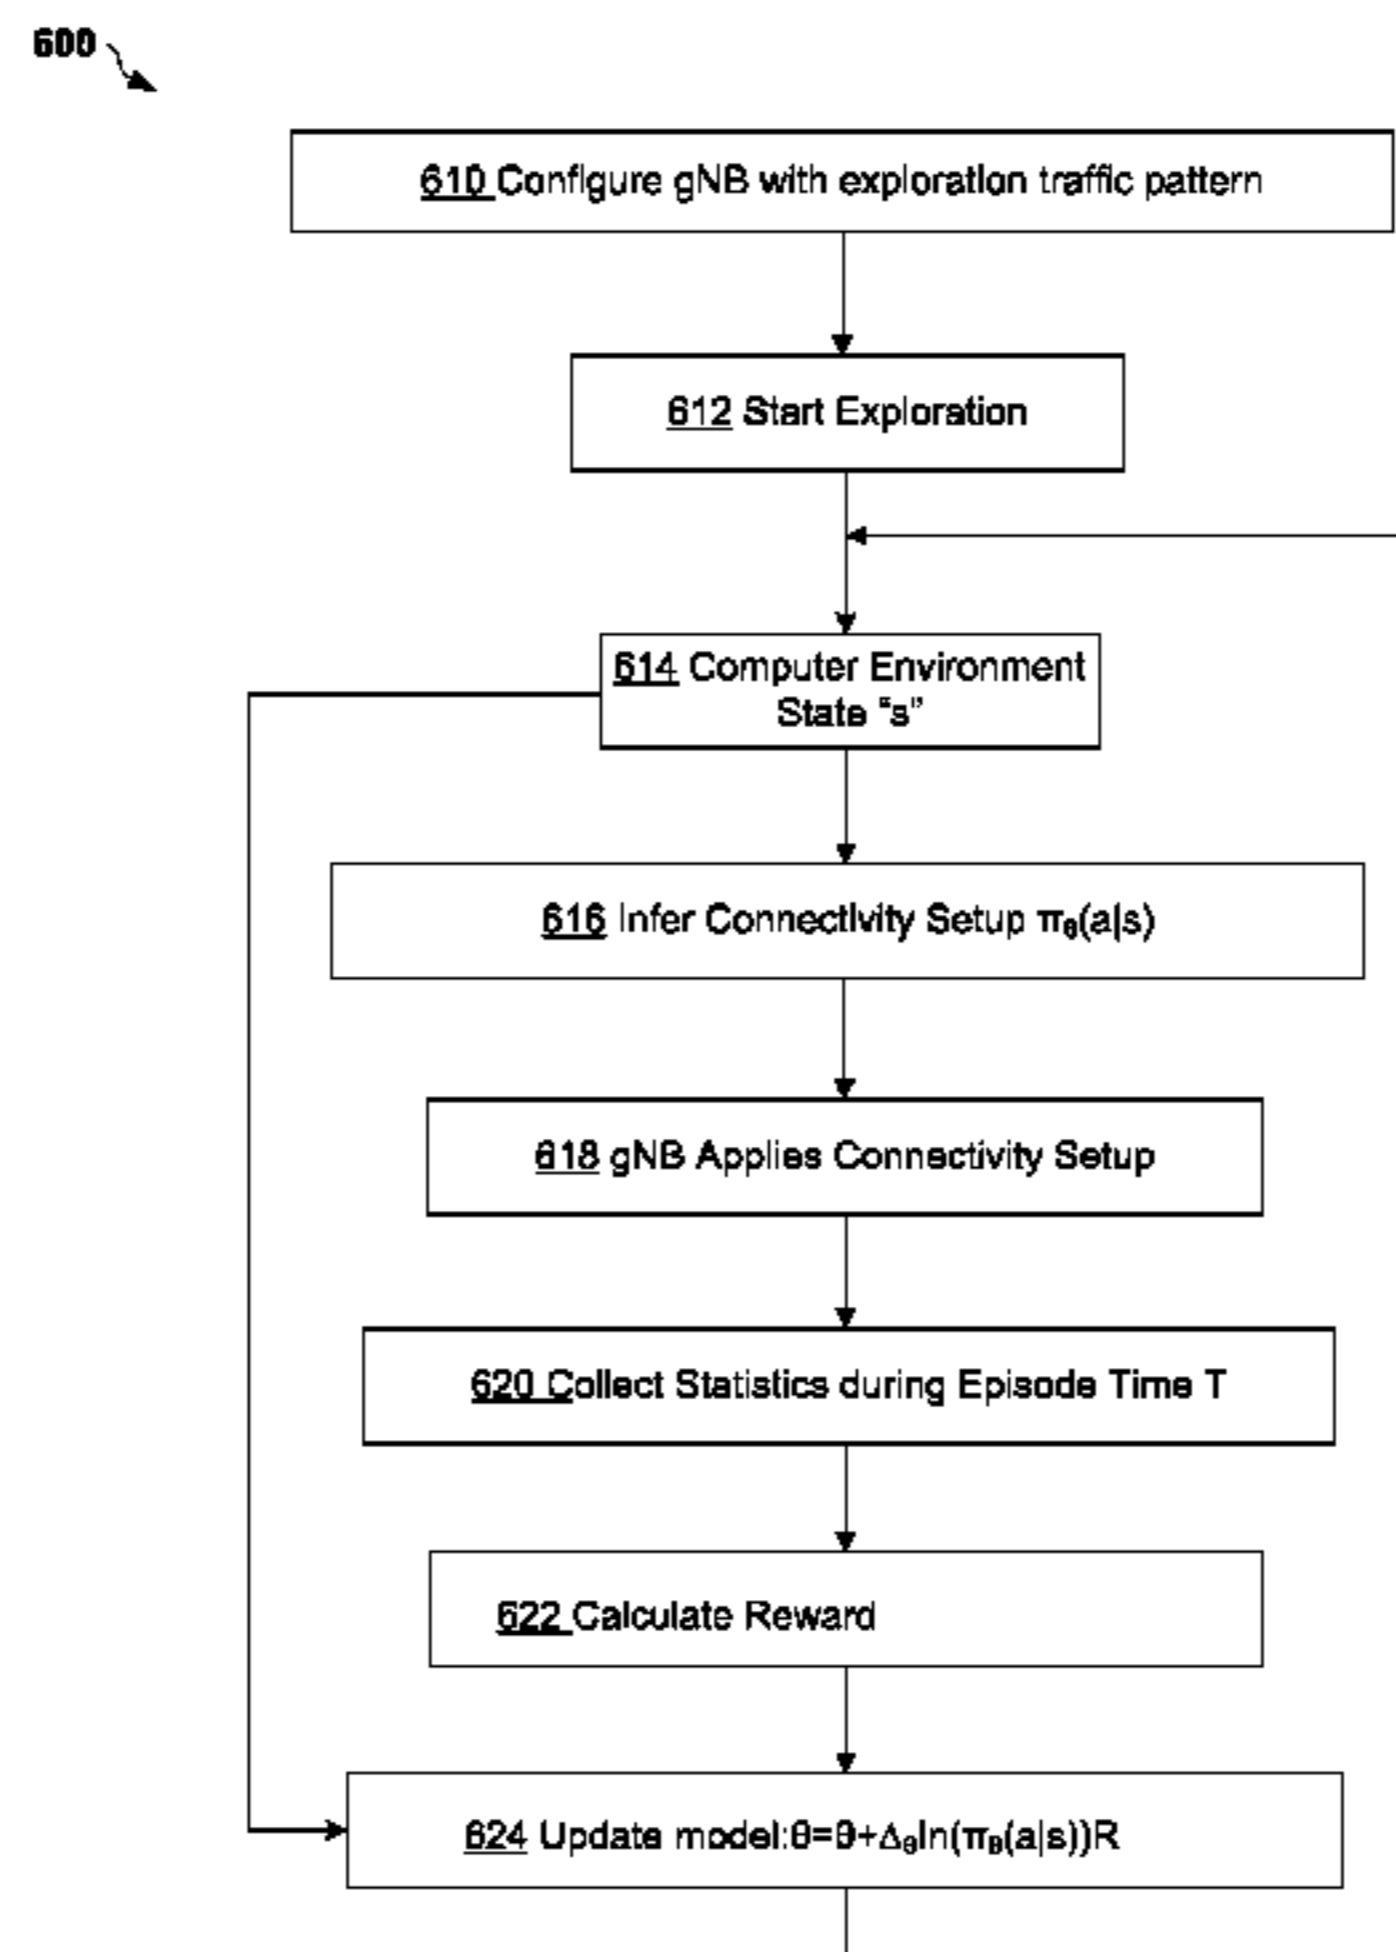 600
610 Configure gNB with exploration traffic pattern
612 Start Exploration
614 Computer Environment
State “s”
616 Infer Connectivity Setup πθ(a|s)
618 gNB Applies Connectivity Setup
620 Collect Statistics during Episode Time T
622 Calculate Reward
624 Update model:θ=θ+Δθln(πθ(a|s))R